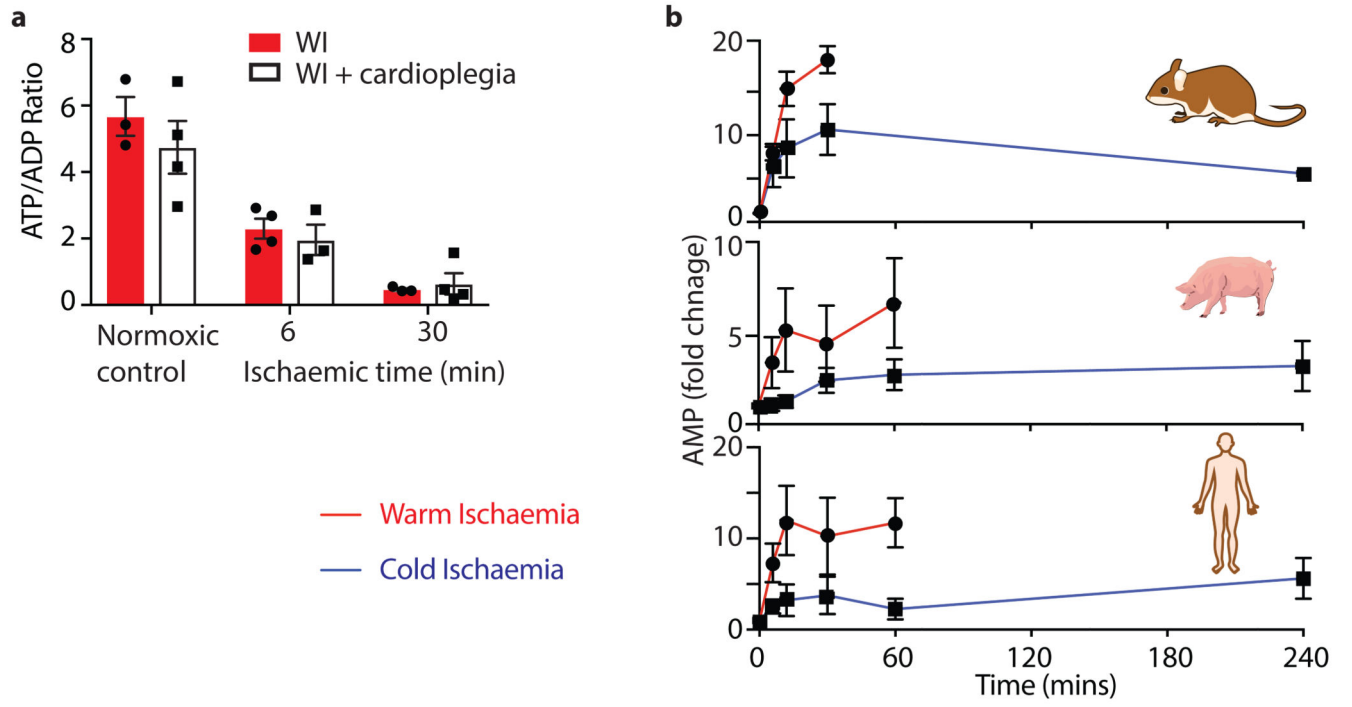 a
8
6
4
2
0
ATP/ADP Ratio
WI
WI + cardioplegia
Normoxic
control
6
30
Ischaemic time (min)
Warm Ischaemia
Cold Ischaemia
b
20
10
0
10
5
0
20
10
0
AMP (fold chnage)
0
60
120
180
240
Time (mins)